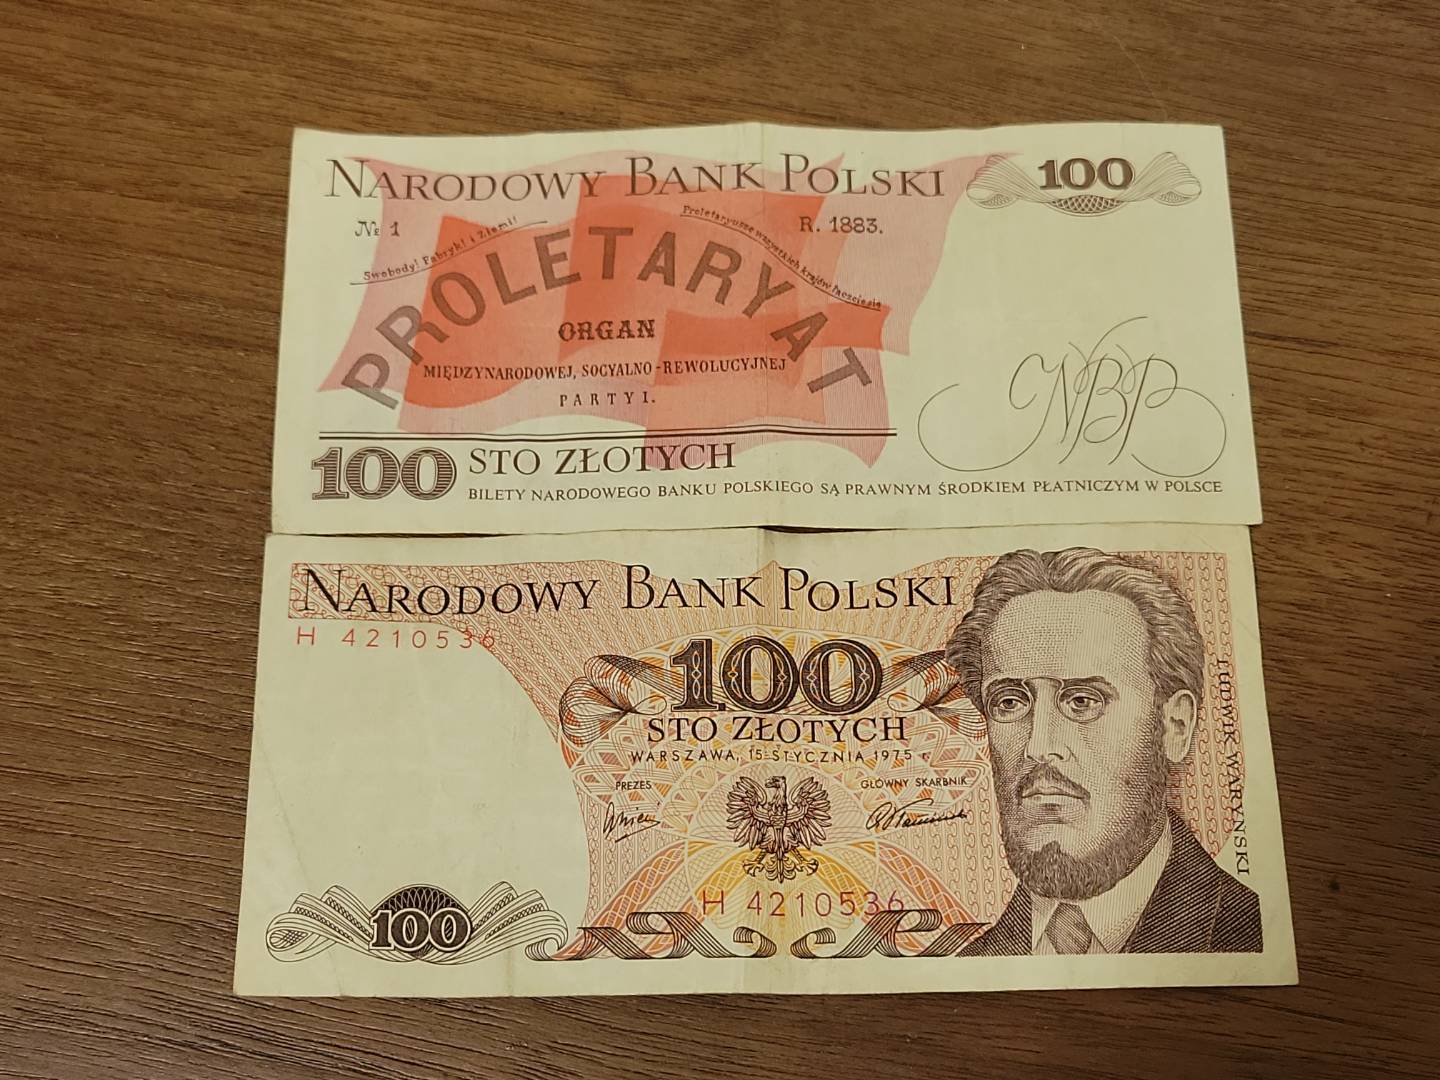 NARODOWY BANK POLSKI
100
№ 1
R. 1883.
Swobody! Fabryk! i Ziemi!
Proletaryusze wszystkich krajów łączcie się
PROLETARYAT
ORGAN
MIĘDZYNARODOWEJ, SOCYALNO-REWOLUCYJNEJ
PARTYI.
NBP
100 STO ZŁOTYCH
BILETY NARODOWEGO BANKU POLSKIEGO SĄ PRAWNYM ŚRODKIEM PŁATNICZYM W POLSCE
NARODOWY BANK POLSKI
H 4210536
100
STO ZŁOTYCH
WARSZAWA, 15 STYCZNIA 1975 r.
PREZES
GŁÓWNY SKARBNIK
LUDWIK WARYŃSKI
H 4210536
100